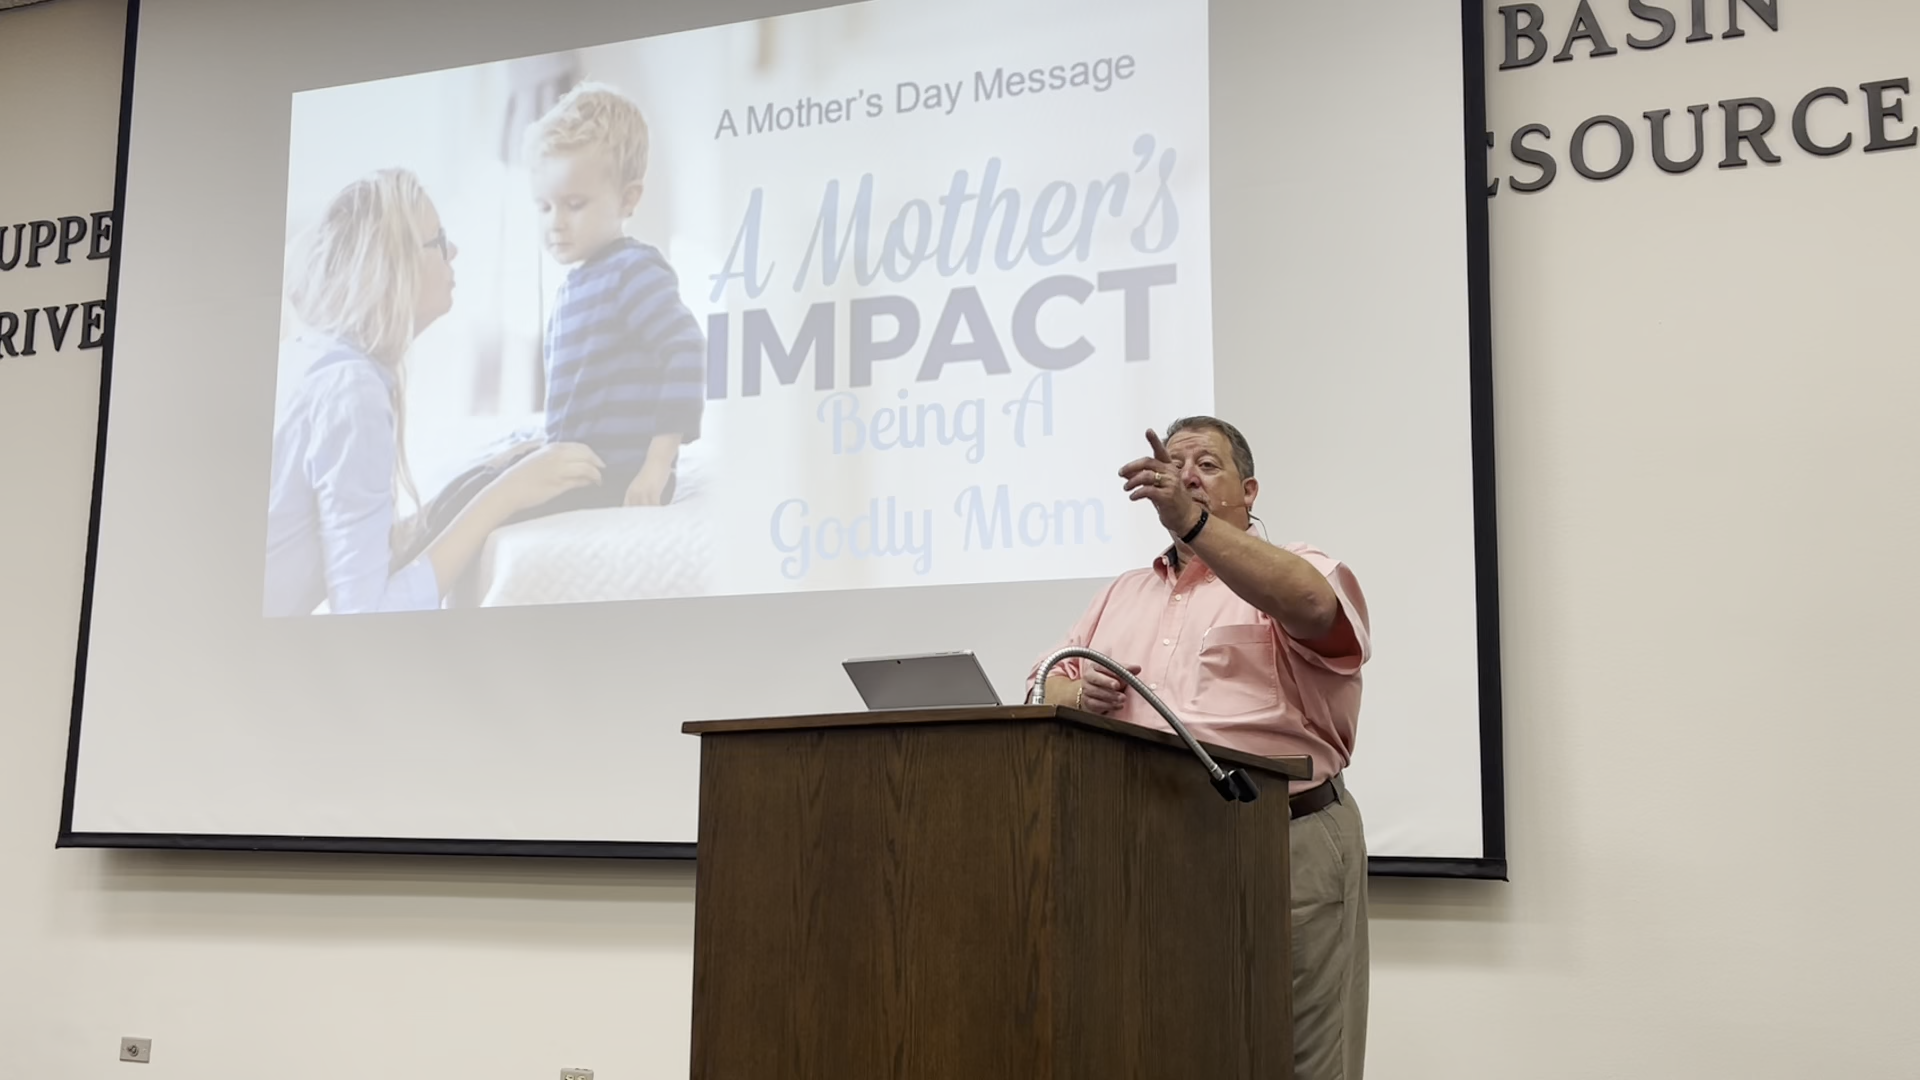 BASIN
ESOURCE
UPPE
RIVE
A Mother's Day Message
A Mother's
IMPACT
Being A
Godly Mom